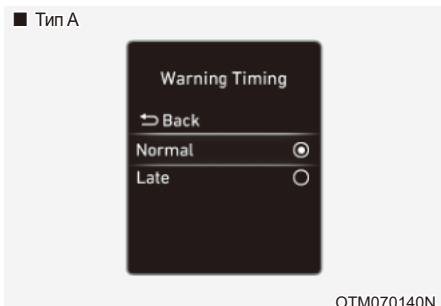 ■ Тип A
Warning Timing
Back
Normal
Late
OTM070140N